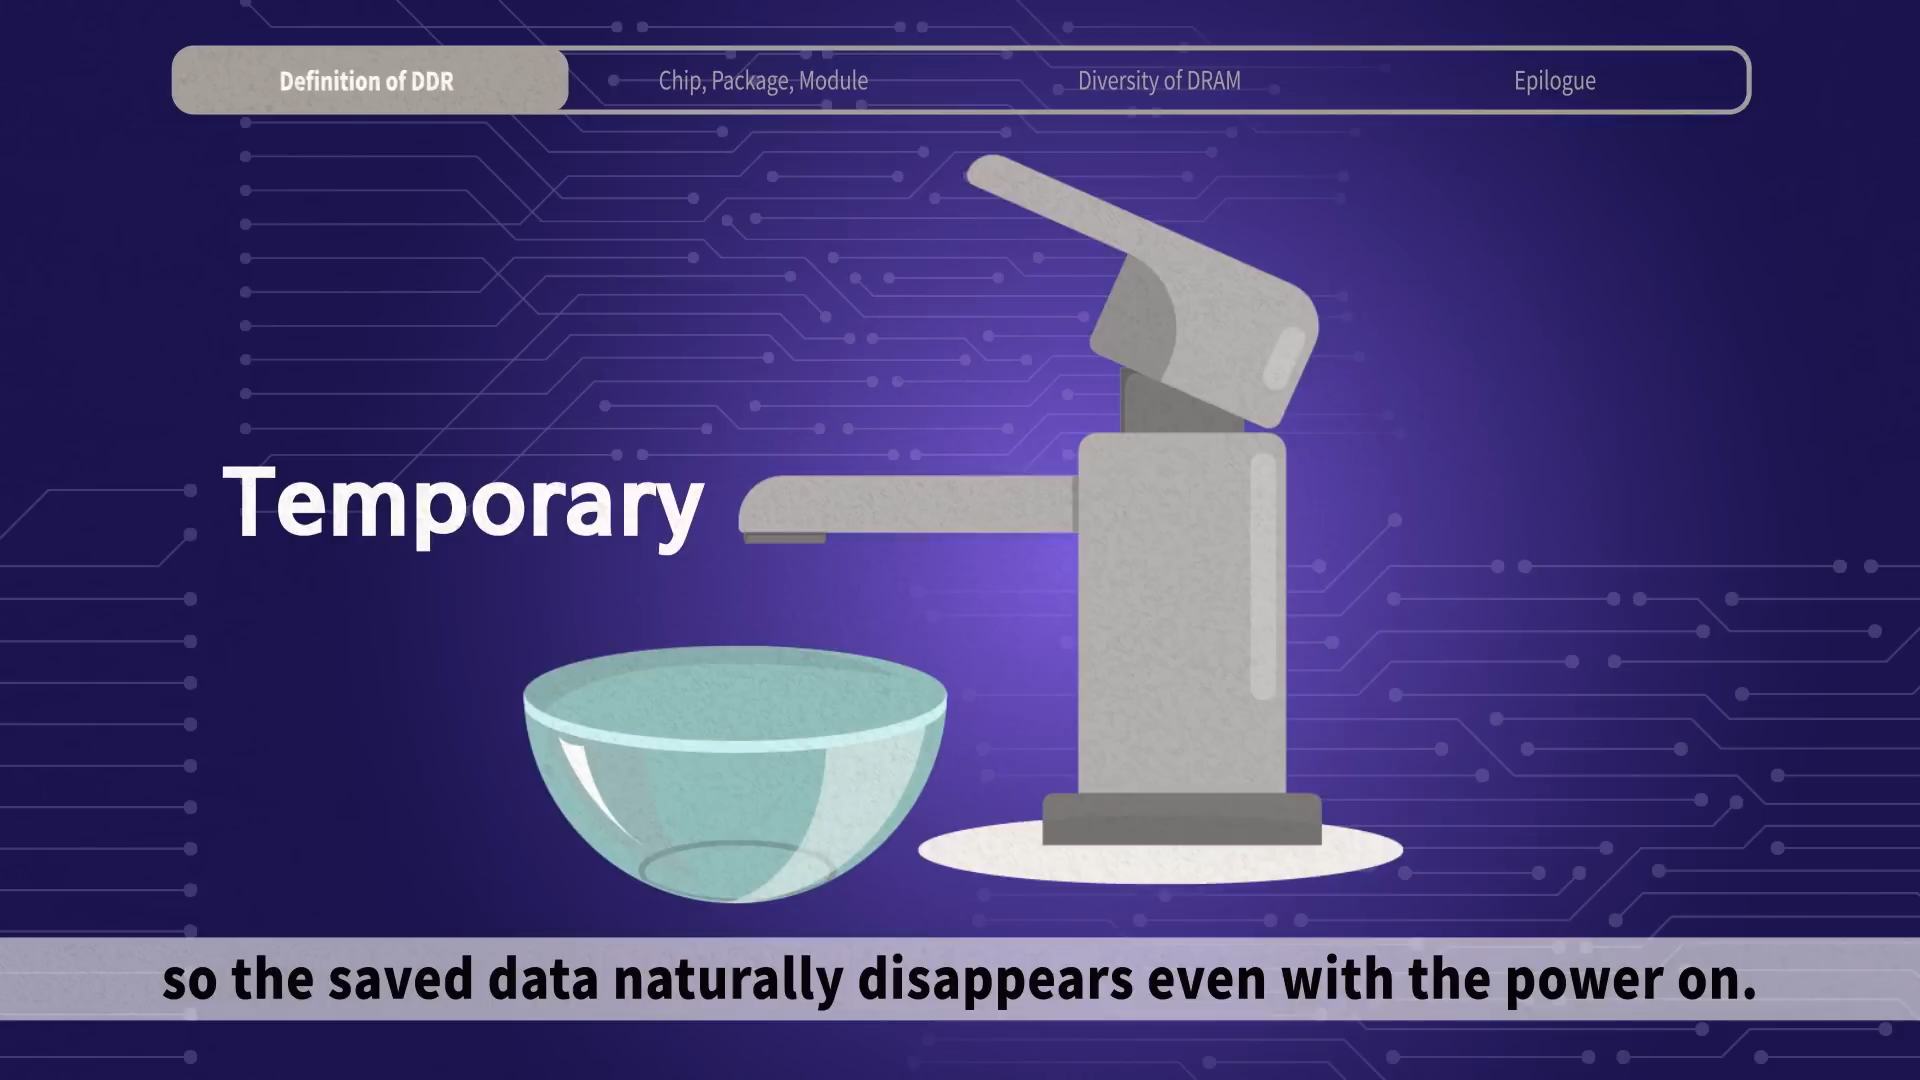 Definition of DDR
Chip, Package, Module
Diversity of DRAM
Epilogue
Temporary
so the saved data naturally disappears even with the power on.